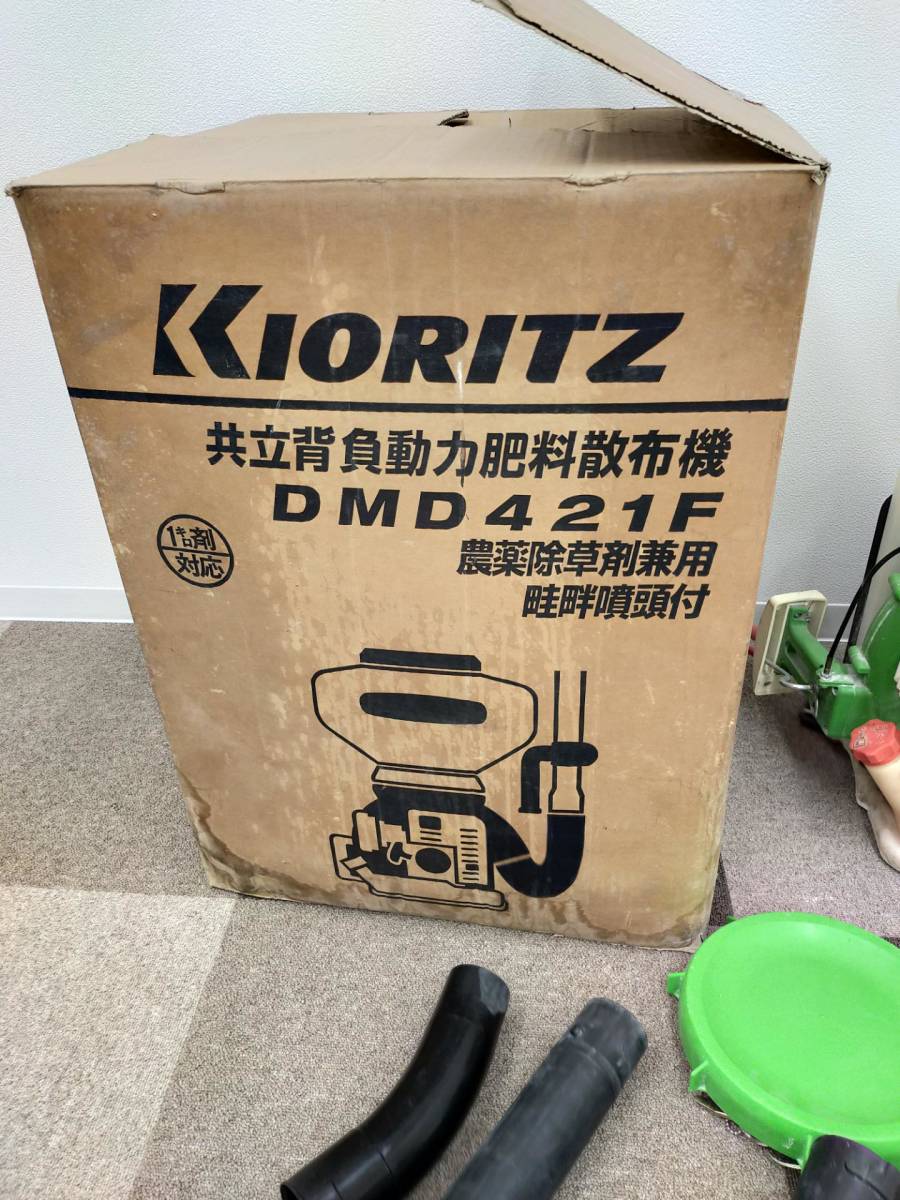 KIORITZ
共立背負動力肥料散布機
DMD421F
1キロ剤
対応
農薬除草剤兼用
畦畔噴頭付